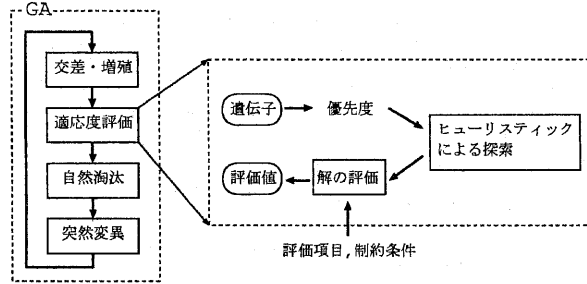 GA
交差・増殖
適応度評価
自然淘汰
突然変異
遺伝子
優先度
ヒューリスティック
による探索
評価値
解の評価
評価項目,制約条件